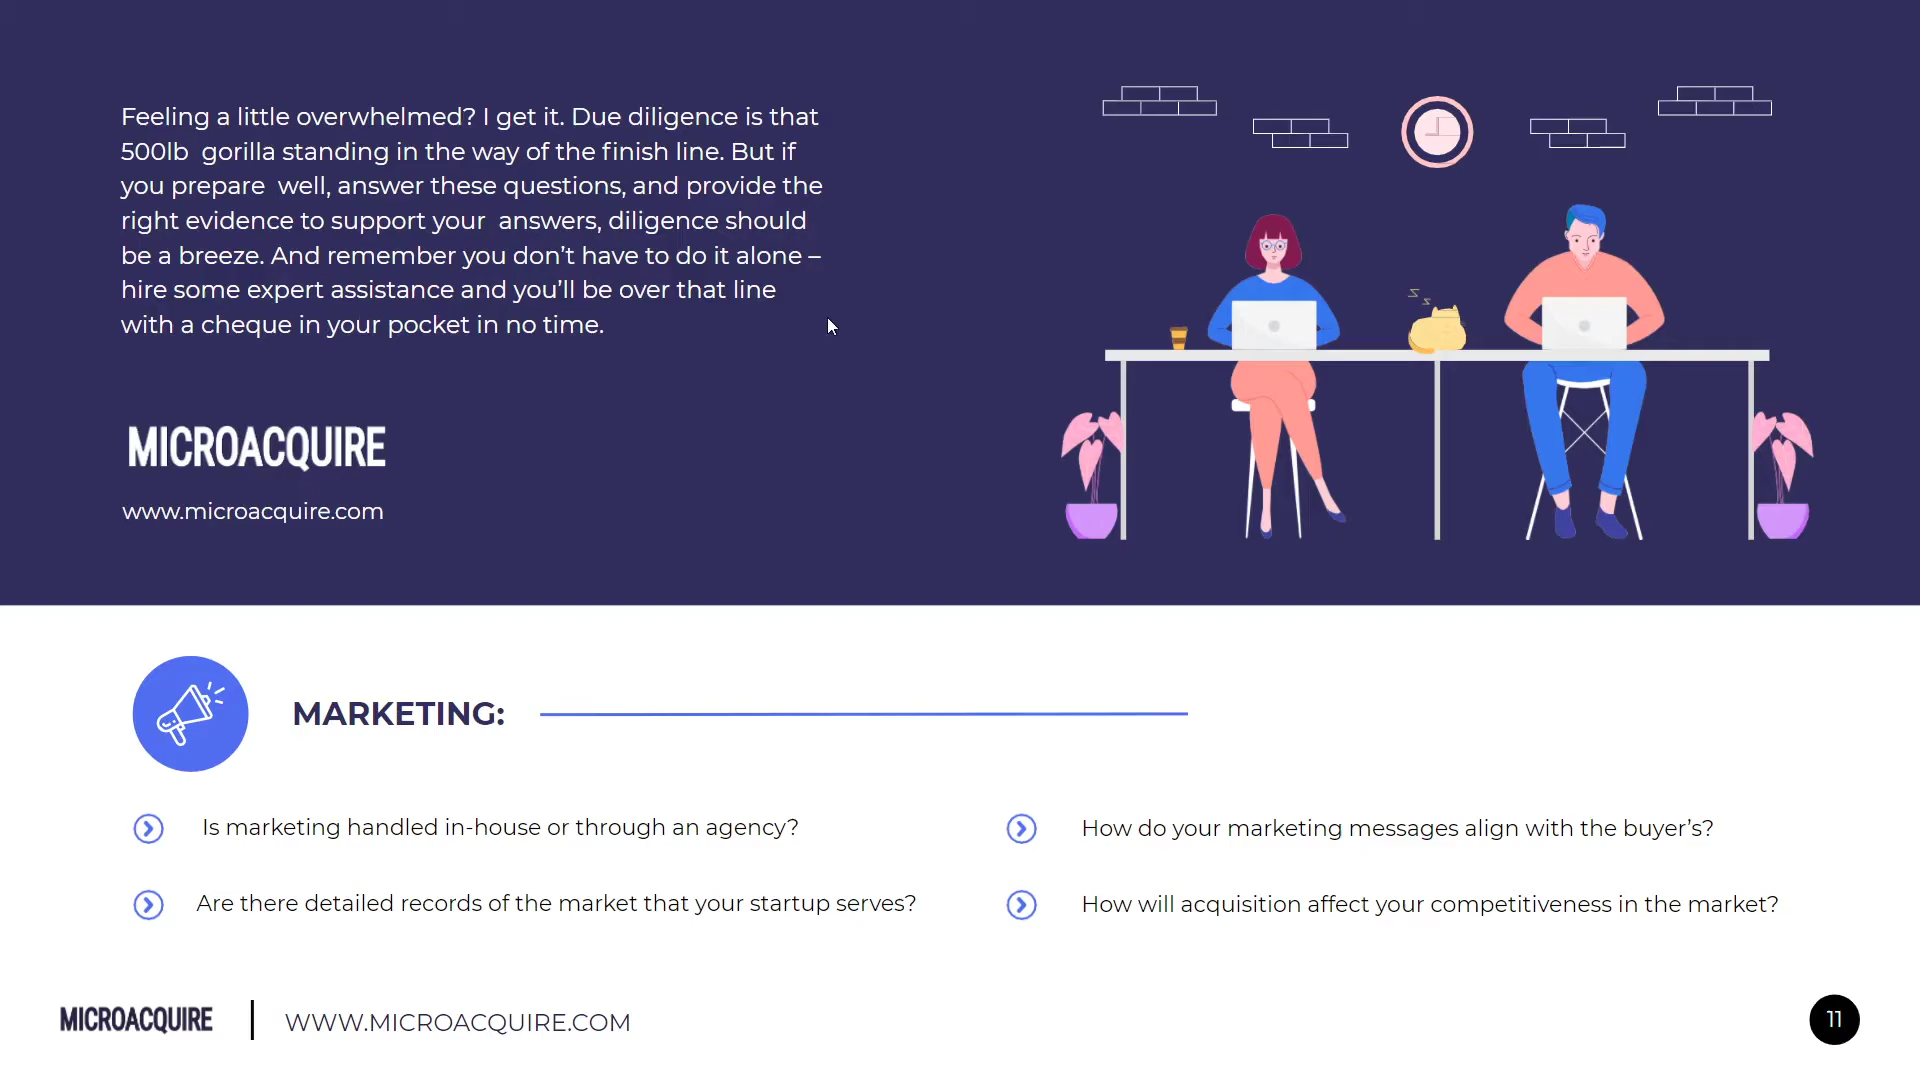 Feeling a little overwhelmed? I get it. Due diligence is that
500lb  gorilla standing in the way of the finish line. But if
you prepare  well, answer these questions, and provide the
right evidence to support your  answers, diligence should
be a breeze. And remember you don’t have to do it alone –
hire some expert assistance and you’ll be over that line
with a cheque in your pocket in no time.
MICROACQUIRE
www.microacquire.com
z
z
MARKETING:
Is marketing handled in-house or through an agency?
Are there detailed records of the market that your startup serves?
How do your marketing messages align with the buyer’s?
How will acquisition affect your competitiveness in the market?
MICROACQUIRE
WWW.MICROACQUIRE.COM
11